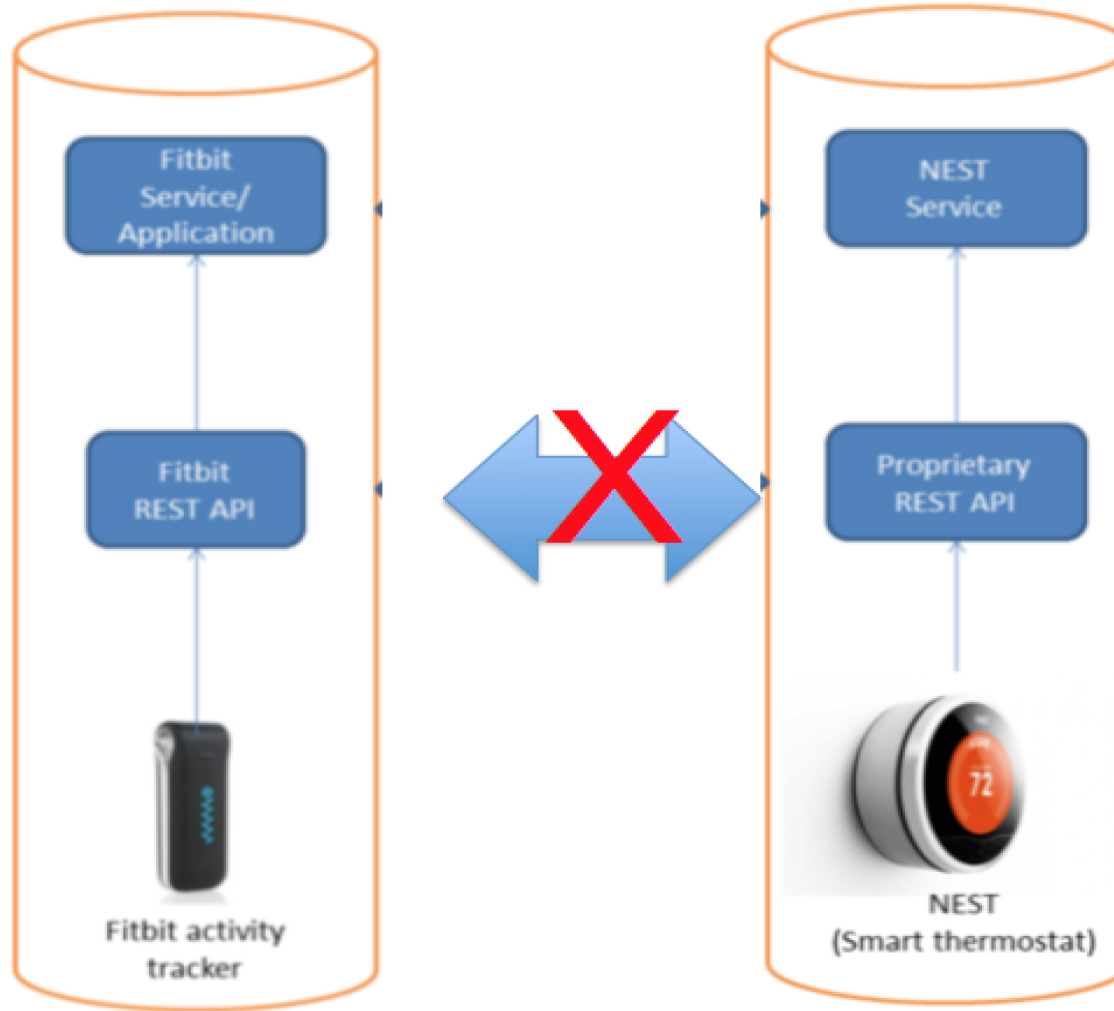 Fitbit
Service/
Application
NEST
Service
Fitbit
REST API
Proprietary
REST API
72
Fitbit activity
tracker
NEST
(Smart thermostat)